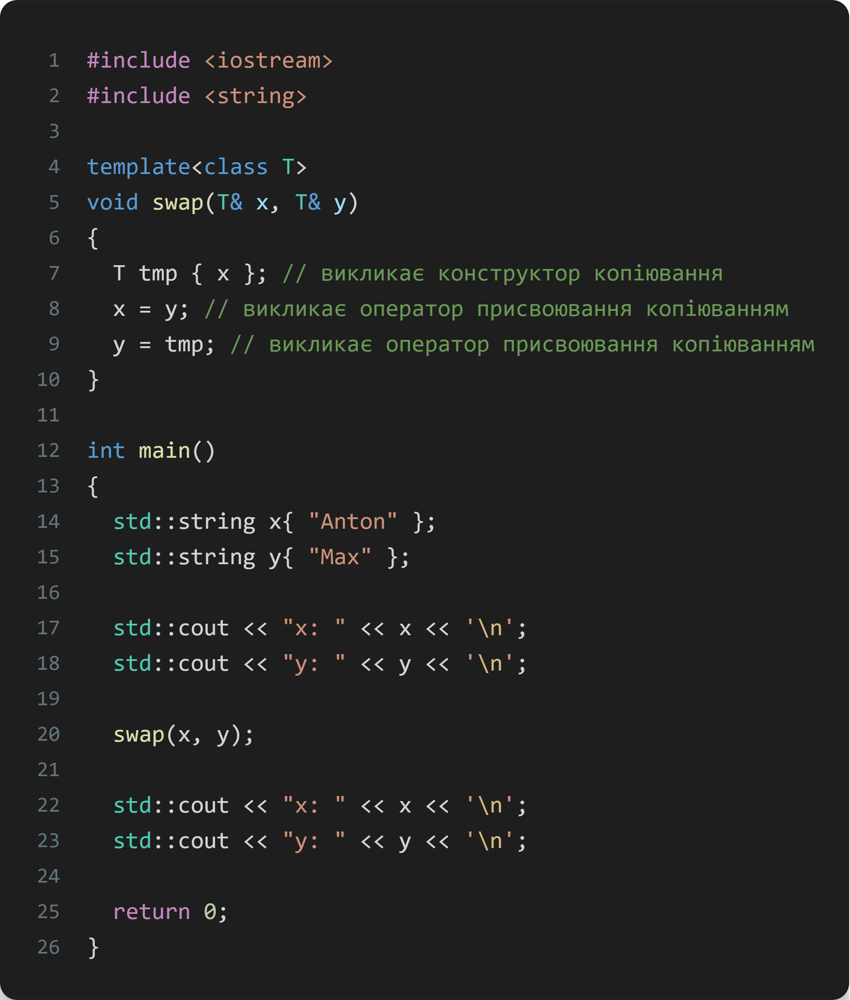 1 #include <iostream>
2 #include <string>
3
4 template<class T>
5 void swap(T& x, T& y)
6 {
7   T tmp { x }; // викликає конструктор копіювання
8   x = y; // викликає оператор присвоювання копіюванням
9   y = tmp; // викликає оператор присвоювання копіюванням
10 }
11
12 int main()
13 {
14   std::string x{ "Anton" };
15   std::string y{ "Max" };
16
17   std::cout << "x: " << x << '\n';
18   std::cout << "y: " << y << '\n';
19
20   swap(x, y);
21
22   std::cout << "x: " << x << '\n';
23   std::cout << "y: " << y << '\n';
24
25   return 0;
26 }